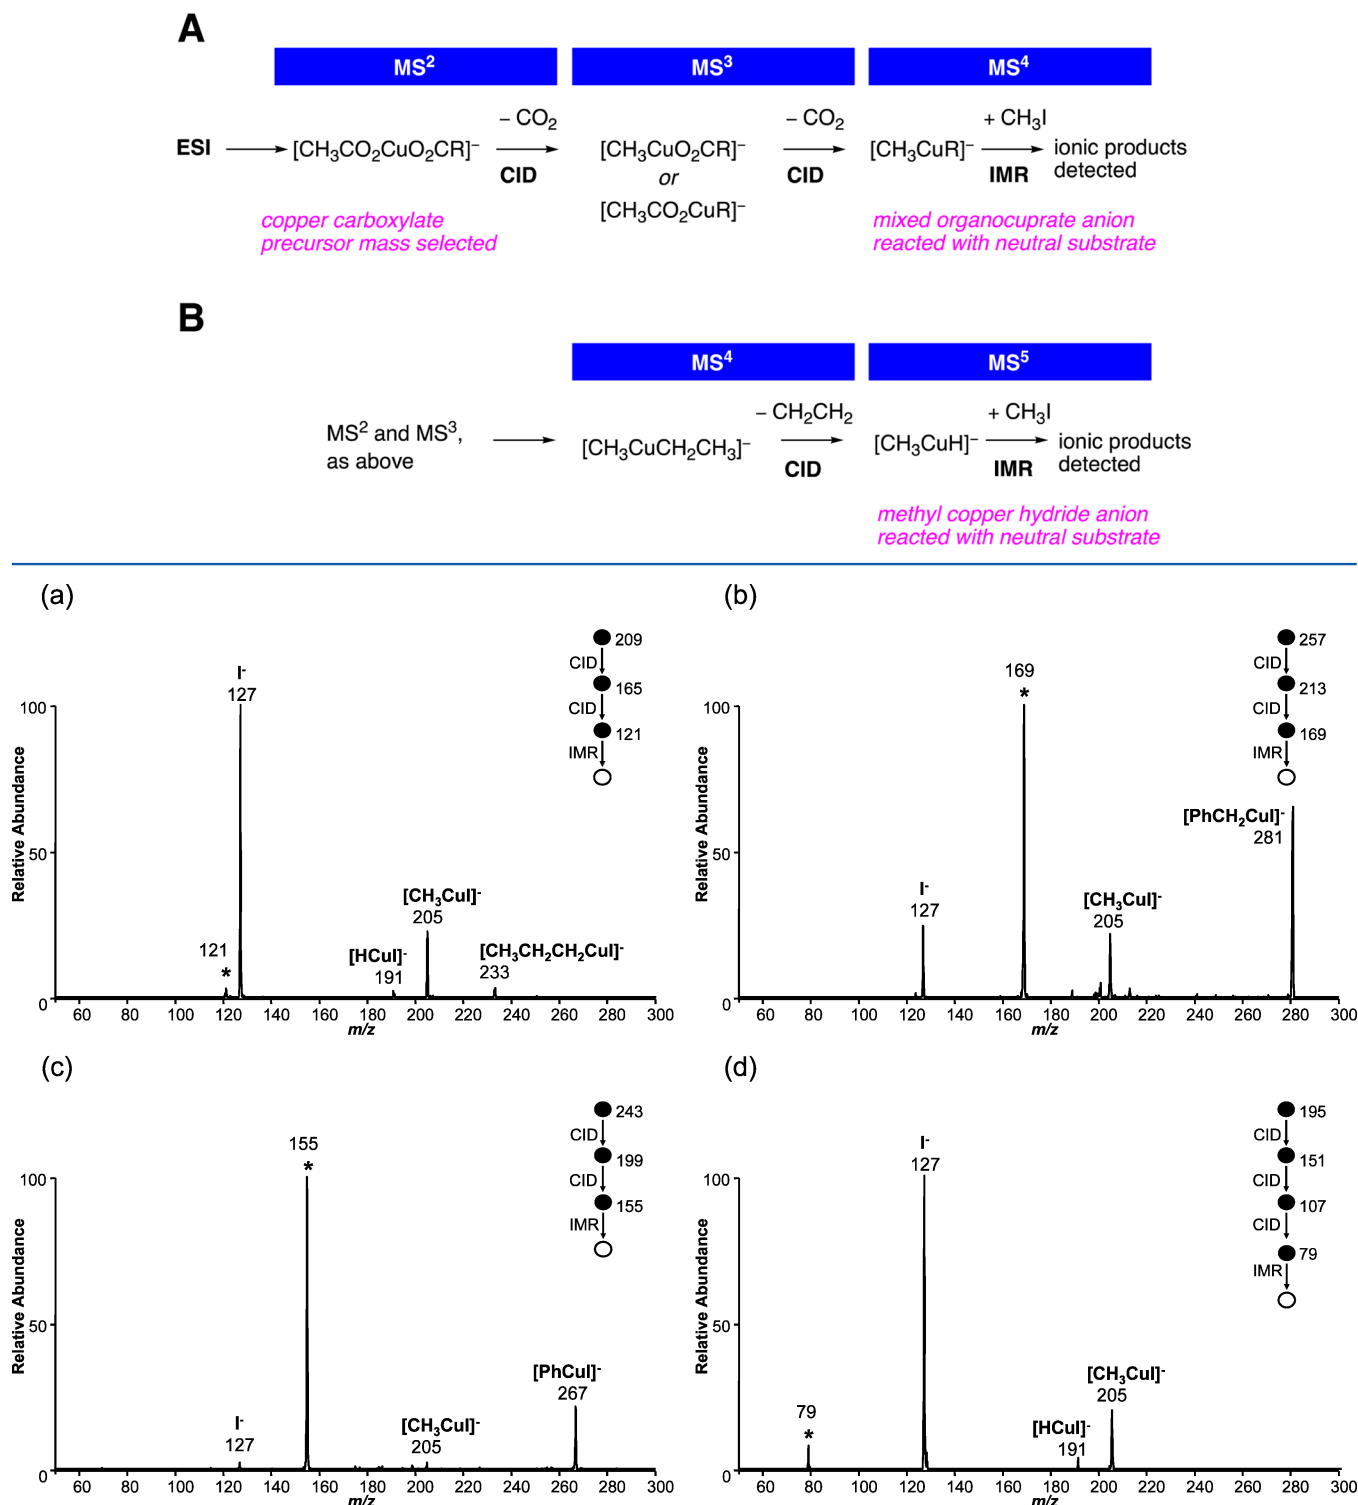 A
MS2 MS3 MS4
– CO2 – CO2 + CH3I
ESI [CH3CO2CuO2CR]– [CH3CuO2CR]– [CH3CuR]– ionic products
CID or CID IMR detected
[CH3CO2CuR]–
copper carboxylate mixed organocuprate anion
precursor mass selected reacted with neutral substrate
B
MS4 MS5
– CH2CH2 + CH3I
MS2 and MS3, [CH3CuCH2CH3]– [CH3CuH]– ionic products
as above CID IMR detected
methyl copper hydride anion
reacted with neutral substrate
(a)
209
CID
165
CID
121
IMR
I-
127
100
50
0
Relative Abundance
121
*
[HCuI]-
191
[CH3CuI]-
205
[CH3CH2CH2CuI]-
233
60 80 100 120 140 160 180 200 220 240 260 280 300
m/z
(b)
257
CID
213
CID
169
IMR
169
*
100
50
0
Relative Abundance
I-
127
[CH3CuI]-
205
[PhCH2CuI]-
281
60 80 100 120 140 160 180 200 220 240 260 280 300
m/z
(c)
243
CID
199
CID
155
IMR
155
*
100
50
0
Relative Abundance
I-
127
[CH3CuI]-
205
[PhCuI]-
267
60 80 100 120 140 160 180 200 220 240 260 280 300
m/z
(d)
195
CID
151
CID
107
CID
79
IMR
I-
127
100
50
0
Relative Abundance
79
*
[HCuI]-
191
[CH3CuI]-
205
60 80 100 120 140 160 180 200 220 240 260 280 300
m/z